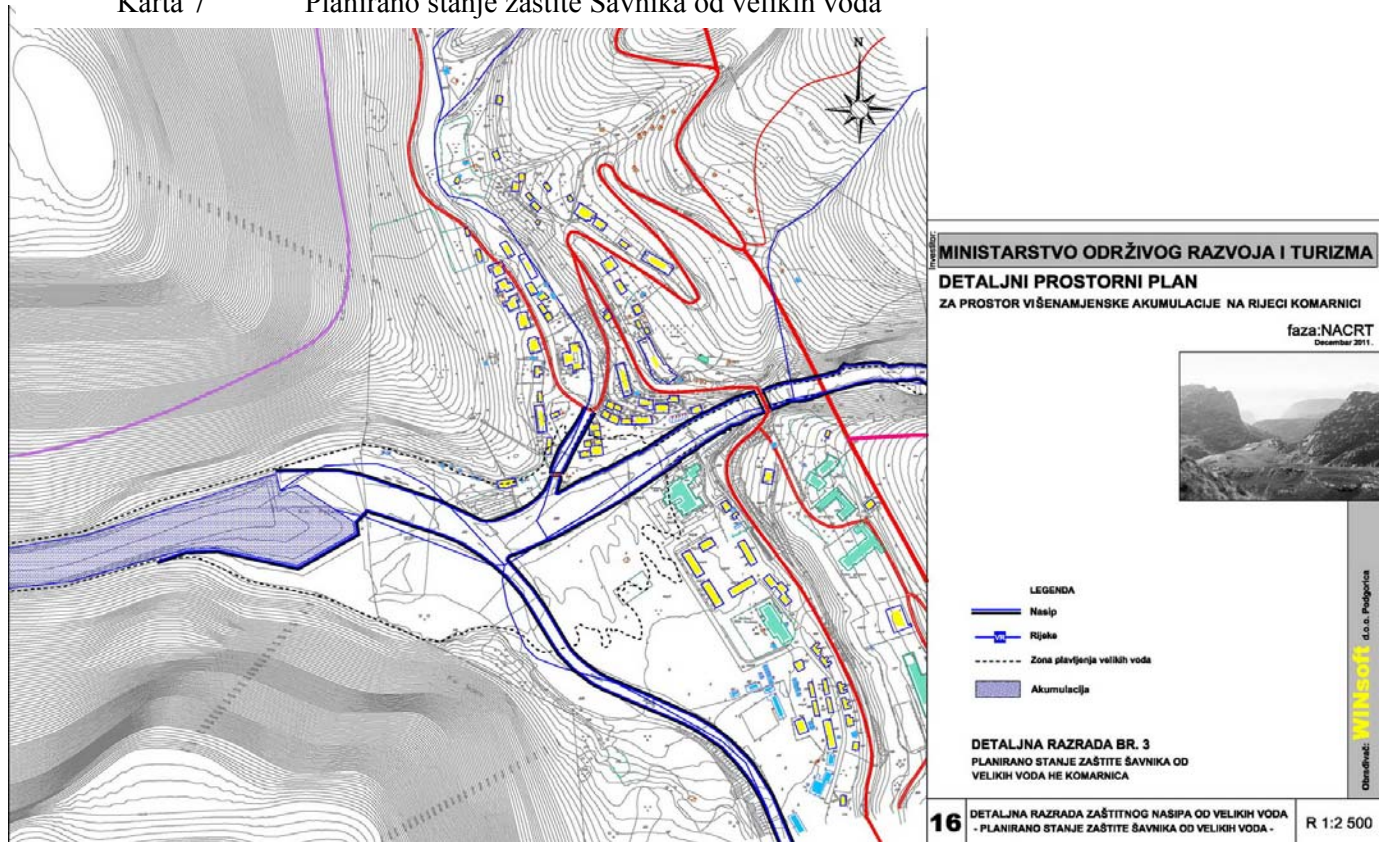 Karta 7 Planirano stanje zaštite Šavnika od velikih voda
N
Investitor:
MINISTARSTVO ODRŽIVOG RAZVOJA I TURIZMA
DETALJNI PROSTORNI PLAN
ZA PROSTOR VIŠENAMJENSKE AKUMULACIJE NA RIJECI KOMARNICI
faza:NACRT
Decembar 2011.
LEGENDA
Nasip
Rijeke
Zona plavljenja velikih voda
Akumulacija
DETALJNA RAZRADA BR. 3
PLANIRANO STANJE ZAŠTITE ŠAVNIKA OD
VELIKIH VODA HE KOMARNICA
Obrađivač: WINsoft d.o.o. Podgorica
16
DETALJNA RAZRADA ZAŠTITNOG NASIPA OD VELIKIH VODA
- PLANIRANO STANJE ZAŠTITE ŠAVNIKA OD VELIKIH VODA -
R 1:2 500